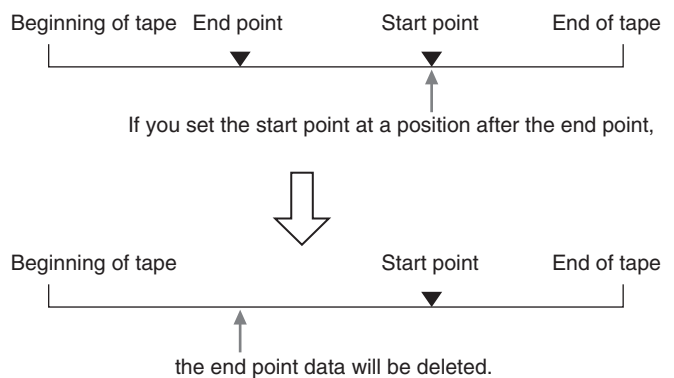 Beginning of tape End point Start point End of tape
If you set the start point at a position after the end point,
Beginning of tape Start point End of tape
the end point data will be deleted.